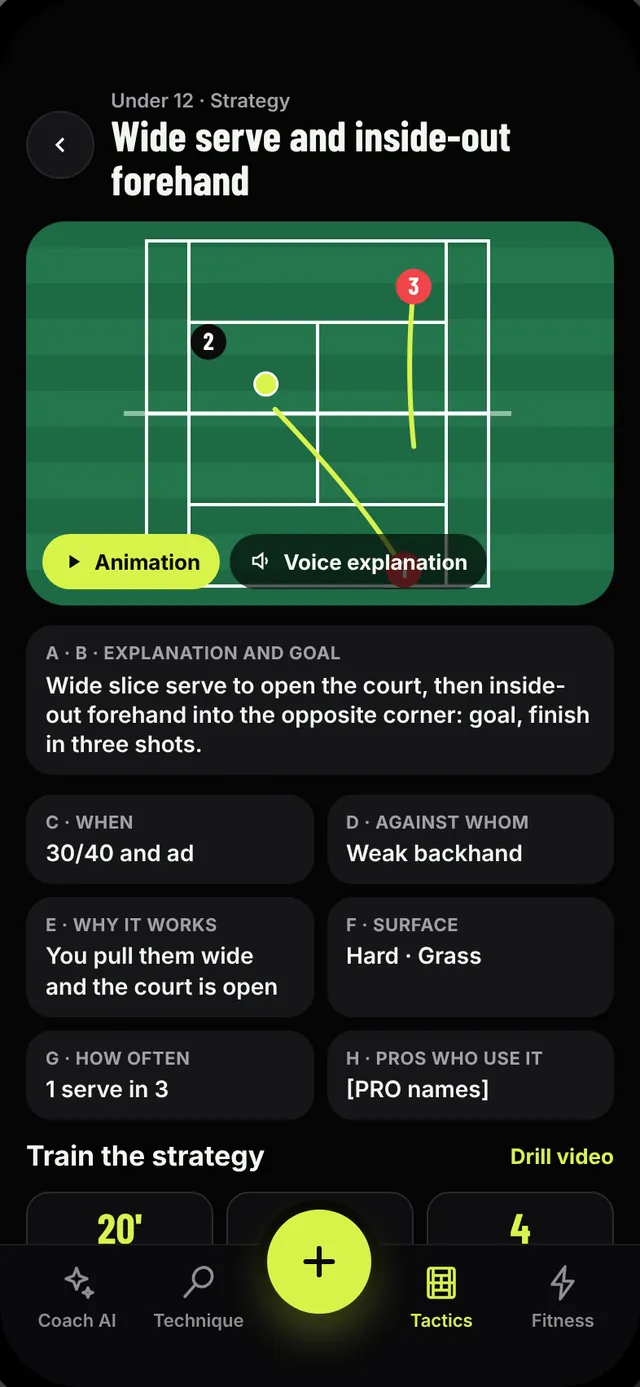 Under 12 · Strategy
Wide serve and inside-out
forehand
3
2
Animation
Voice explanation
A · B · EXPLANATION AND GOAL
Wide slice serve to open the court, then inside-
out forehand into the opposite corner: goal, finish
in three shots.
C · WHEN
30/40 and ad
D · AGAINST WHOM
Weak backhand
E · WHY IT WORKS
You pull them wide
and the court is open
F · SURFACE
Hard · Grass
G · HOW OFTEN
1 serve in 3
H · PROS WHO USE IT
[PRO names]
Train the strategy
Drill video
20'
4
Coach AI
Technique
Tactics
Fitness